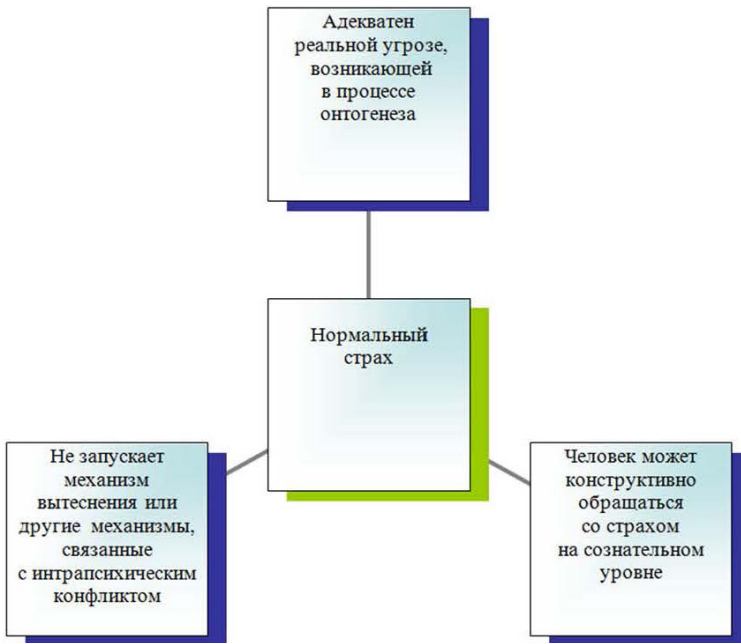 Адекватен
реальной угрозе,
возникающей
в процессе
онтогенеза
Нормальный
страх
Не запускает
механизм
вытеснения или
другие механизмы,
связанные
с интрапсихическим
конфликтом
Человек может
конструктивно
обращаться
со страхом
на сознательном
уровне